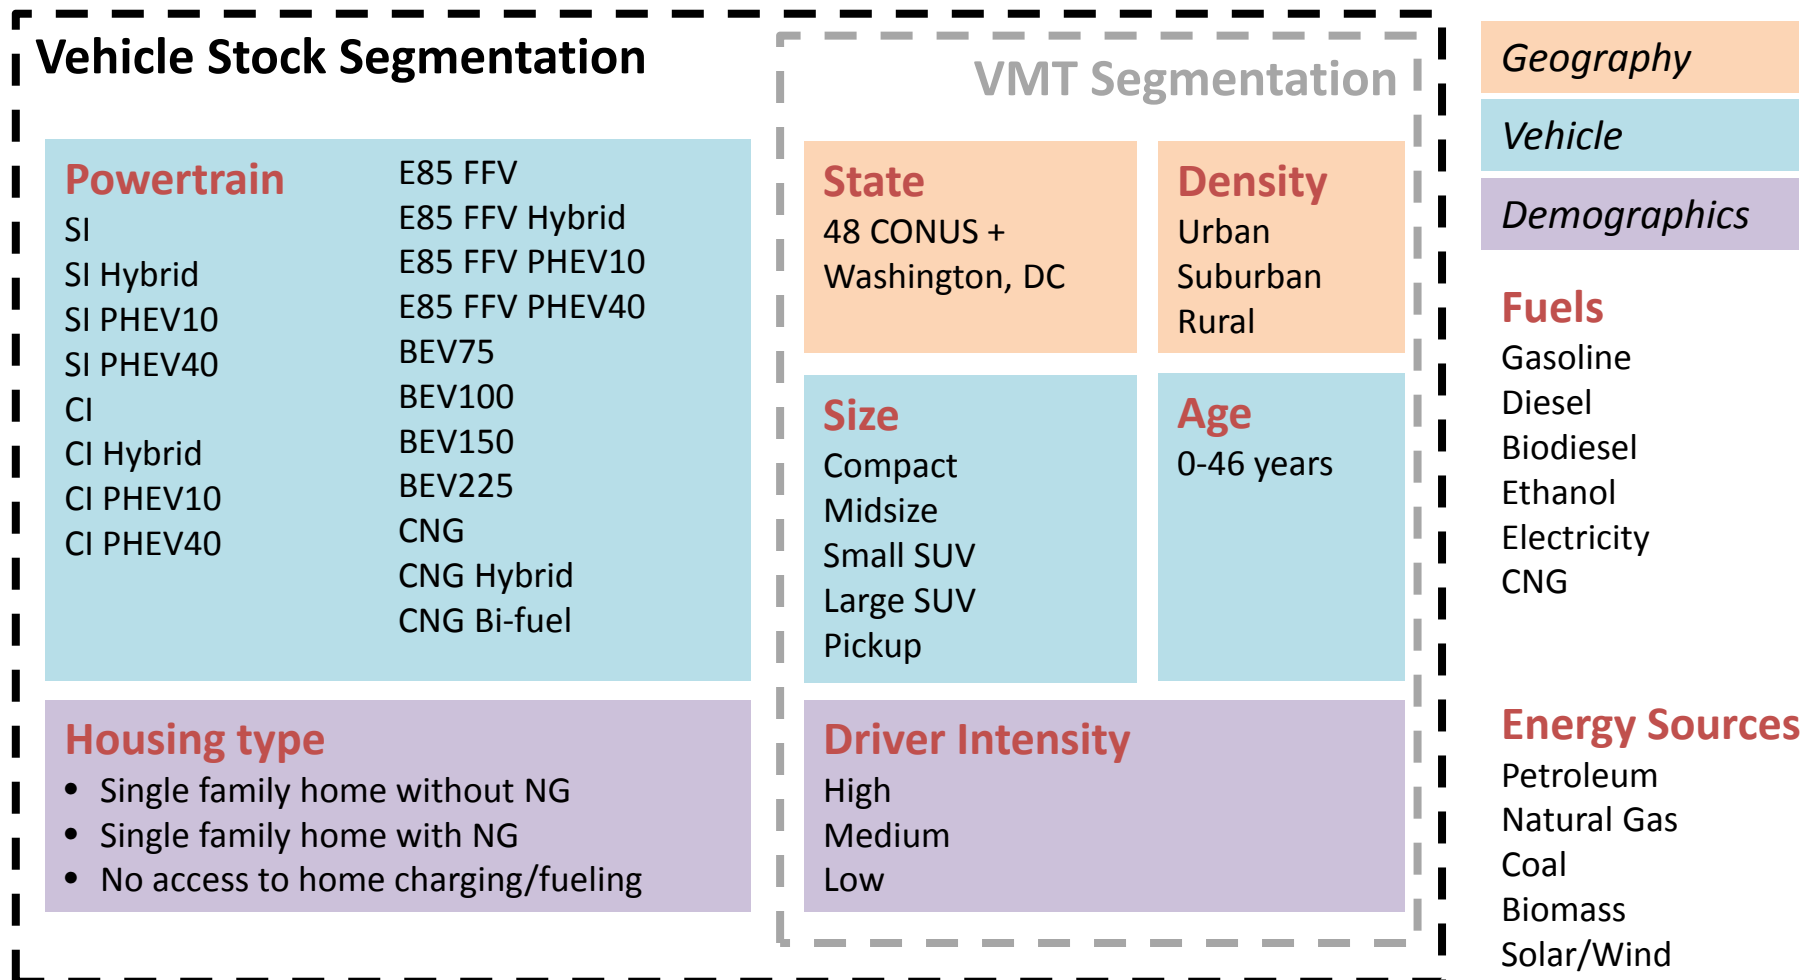 Vehicle Stock Segmentation
VMT Segmentation
Powertrain
SI
SI Hybrid
SI PHEV10
SI PHEV40
CI
CI Hybrid
CI PHEV10
CI PHEV40
E85 FFV
E85 FFV Hybrid
E85 FFV PHEV10
E85 FFV PHEV40
BEV75
BEV100
BEV150
BEV225
CNG
CNG Hybrid
CNG Bi-fuel
State
48 CONUS +
Washington, DC
Density
Urban
Suburban
Rural
Size
Compact
Midsize
Small SUV
Large SUV
Pickup
Age
0-46 years
Housing type
• Single family home without NG
• Single family home with NG
• No access to home charging/fueling
Driver Intensity
High
Medium
Low
Geography
Vehicle
Demographics
Fuels
Gasoline
Diesel
Biodiesel
Ethanol
Electricity
CNG
Energy Sources
Petroleum
Natural Gas
Coal
Biomass
Solar/Wind